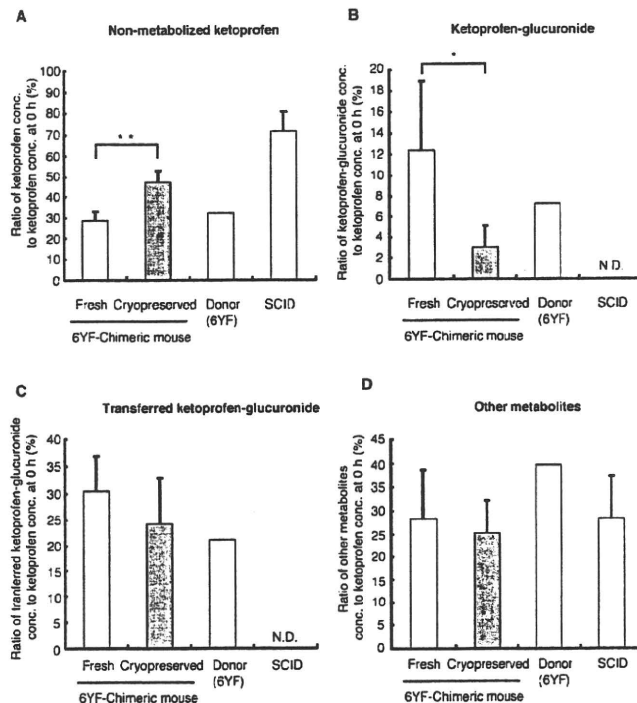 A
Non-metabolized ketoprofen
Ratio of ketoprofen conc.
to ketoprofen conc. at 0 h (%)
100
90
80
70
60
50
40
30
20
10
0
* *
Fresh Cryopreserved Donor (6YF) SCID
6YF-Chimeric mouse
B
Ketoprofen-glucuronide
Ratio of ketoprofen-glucuronide conc.
to ketoprofen conc. at 0 h (%)
20
18
16
14
12
10
8
6
4
2
0
*
N.D.
Fresh Cryopreserved Donor (6YF) SCID
6YF-Chimeric mouse
C
Transferred ketoprofen-glucuronide
Ratio of tranferred ketoprofen-glucuronide
conc. to ketoprofen conc. at 0 h (%)
45
40
35
30
25
20
15
10
5
0
N.D.
Fresh Cryopreserved Donor (6YF) SCID
6YF-Chimeric mouse
D
Other metabolites
Ratio of other metabolites
conc. to ketoprofen conc. at 0 h (%)
45
40
35
30
25
20
25
10
5
0
Fresh Cryopreserved Donor (6YF) SCID
6YF-Chimeric mouse